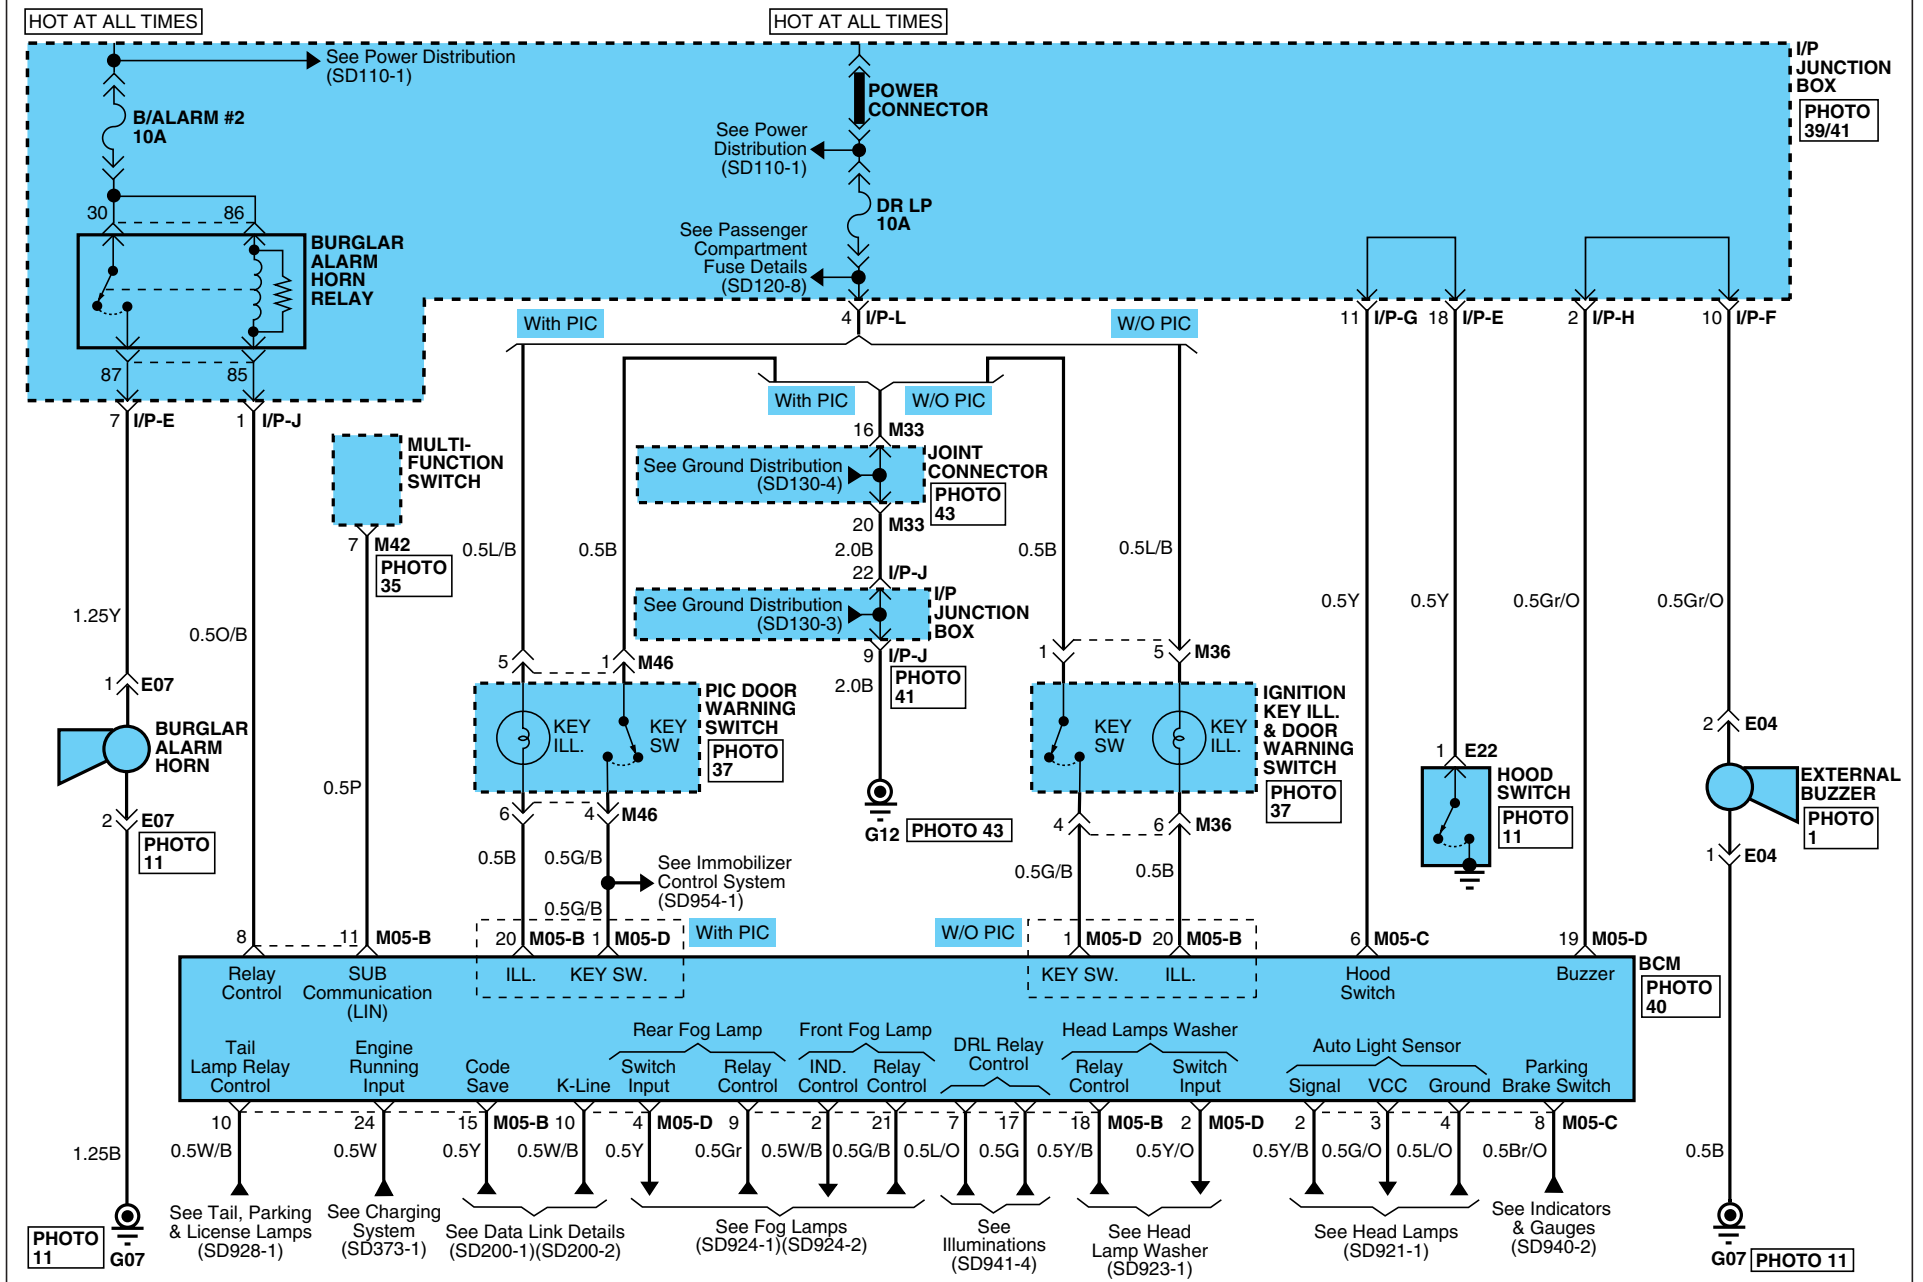 HOT AT ALL TIMES
HOT AT ALL TIMES
See Power Distribution
(SD110-1)
B/ALARM #2
10A
POWER
CONNECTOR
See Power
Distribution
(SD110-1)
DR LP
10A
See Passenger
Compartment
Fuse Details
(SD120-8)
I/P
JUNCTION
BOX
PHOTO
39/41
30
86
BURGLAR
ALARM
HORN
RELAY
87
85
7 I/P-E
1 I/P-J
With PIC
4 I/P-L
W/O PIC
11 I/P-G
18 I/P-E
2 I/P-H
10 I/P-F
With PIC
W/O PIC
MULTI-
FUNCTION
SWITCH
7 M42
PHOTO
35
16 M33
See Ground Distribution
(SD130-4)
JOINT
CONNECTOR
PHOTO
43
20 M33
0.5L/B
0.5B
2.0B
0.5B
0.5L/B
22 I/P-J
See Ground Distribution
(SD130-3)
I/P
JUNCTION
BOX
9 I/P-J
PHOTO
41
2.0B
1.25Y
0.5O/B
0.5Y
0.5Y
0.5Gr/O
0.5Gr/O
5
1 M46
1
5 M36
1 E07
BURGLAR
ALARM
HORN
2 E07
PHOTO
11
0.5P
KEY
ILL.
KEY
SW
PIC DOOR
WARNING
SWITCH
PHOTO
37
6
4 M46
G12 PHOTO 43
KEY
SW
KEY
ILL.
IGNITION
KEY ILL.
& DOOR
WARNING
SWITCH
PHOTO
37
4
6 M36
1 E22
HOOD
SWITCH
PHOTO
11
2 E04
EXTERNAL
BUZZER
PHOTO
1
1 E04
0.5B
0.5G/B
See Immobilizer
Control System
(SD954-1)
0.5G/B
0.5G/B
0.5B
8
11 M05-B
20 M05-B
1 M05-D
With PIC
W/O PIC
1 M05-D
20 M05-B
6 M05-C
19 M05-D
BCM
PHOTO
40
Relay
Control
SUB
Communication
(LIN)
ILL.
KEY SW.
KEY SW.
ILL.
Hood
Switch
Buzzer
Tail
Lamp Relay
Control
Engine
Running
Input
Code
Save
K-Line
Rear Fog Lamp
Switch
Input
Relay
Control
Front Fog Lamp
IND.
Control
Relay
Control
DRL Relay
Control
Head Lamps Washer
Relay
Control
Switch
Input
Auto Light Sensor
Signal
VCC
Ground
Parking
Brake Switch
10
24
15 M05-B
10
4 M05-D
9
2
21
7
17
18 M05-B
2 M05-D
2
3
4
8 M05-C
1.25B
0.5W/B
0.5W
0.5Y
0.5W/B
0.5Y
0.5Gr
0.5W/B
0.5G/B
0.5L/O
0.5G
0.5Y/B
0.5Y/O
0.5Y/B
0.5G/O
0.5L/O
0.5Br/O
0.5B
PHOTO
11
G07
See Tail, Parking
& License Lamps
(SD928-1)
See Charging
System
(SD373-1)
See Data Link Details
(SD200-1)(SD200-2)
See Fog Lamps
(SD924-1)(SD924-2)
See
Illuminations
(SD941-4)
See Head
Lamp Washer
(SD923-1)
See Head Lamps
(SD921-1)
See Indicators
& Gauges
(SD940-2)
G07 PHOTO 11